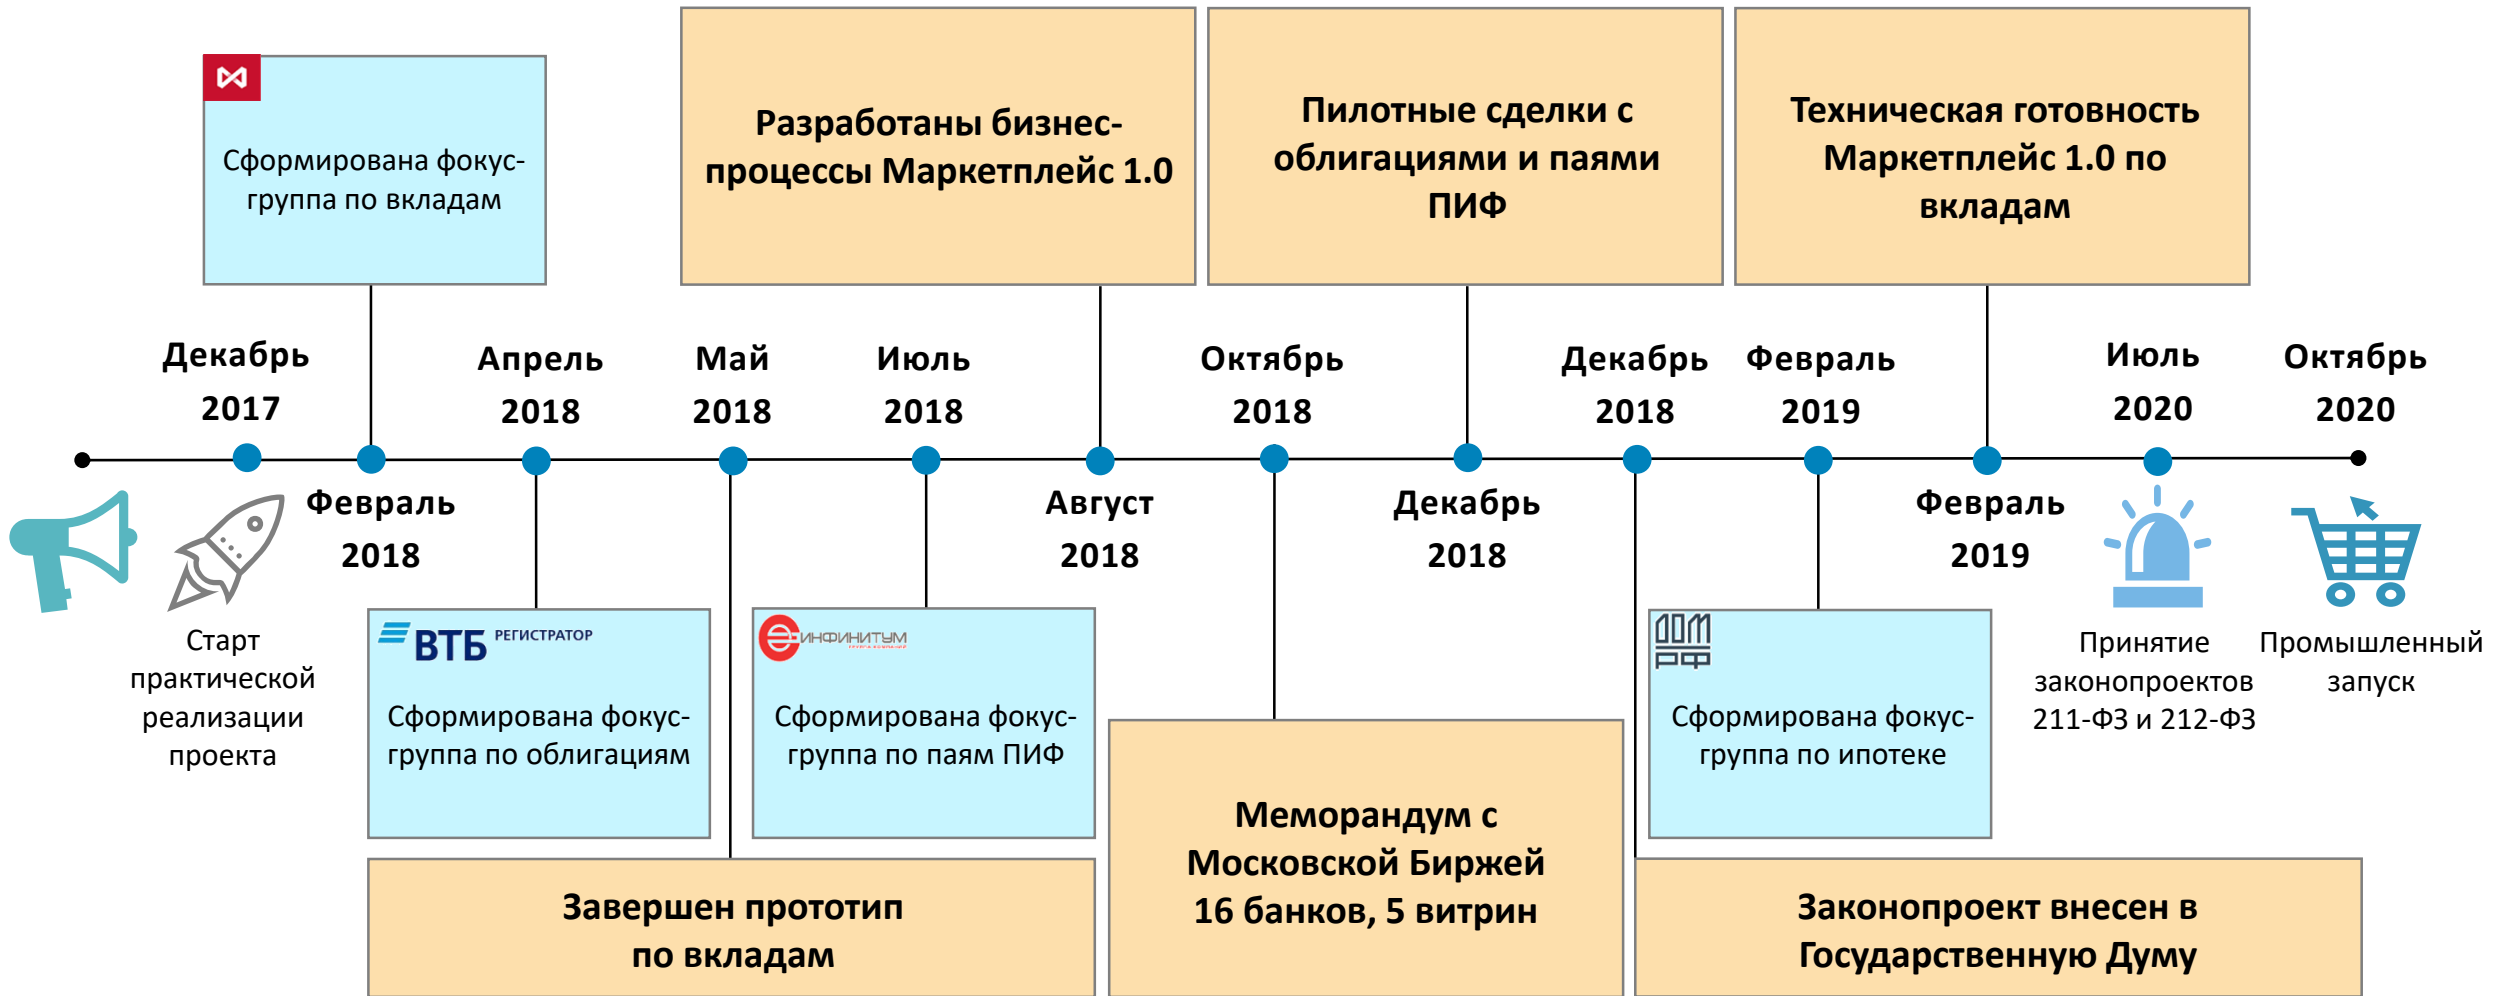 Сформирована фокус-
группа по вкладам
Разработаны бизнес-
процессы Маркетплейс 1.0
Пилотные сделки с
облигациями и паями
ПИФ
Техническая готовность
Маркетплейс 1.0 по
вкладам
Декабрь
2017
Апрель
2018
Май
2018
Июль
2018
Октябрь
2018
Декабрь
2018
Февраль
2019
Июль
2020
Октябрь
2020
Февраль
2018
Август
2018
Декабрь
2018
Февраль
2019
Старт
практической
реализации
проекта
ВТБ РЕГИСТРАТОР
Сформирована фокус-
группа по облигациям
ИНФИНИТУМ
ГРУППА КОМПАНИЙ
Сформирована фокус-
группа по паям ПИФ
ДОМ
РФ
Сформирована фокус-
группа по ипотеке
Принятие
законопроектов
211-ФЗ и 212-ФЗ
Промышленный
запуск
Завершен прототип
по вкладам
Меморандум с
Московской Биржей
16 банков, 5 витрин
Законопроект внесен в
Государственную Думу